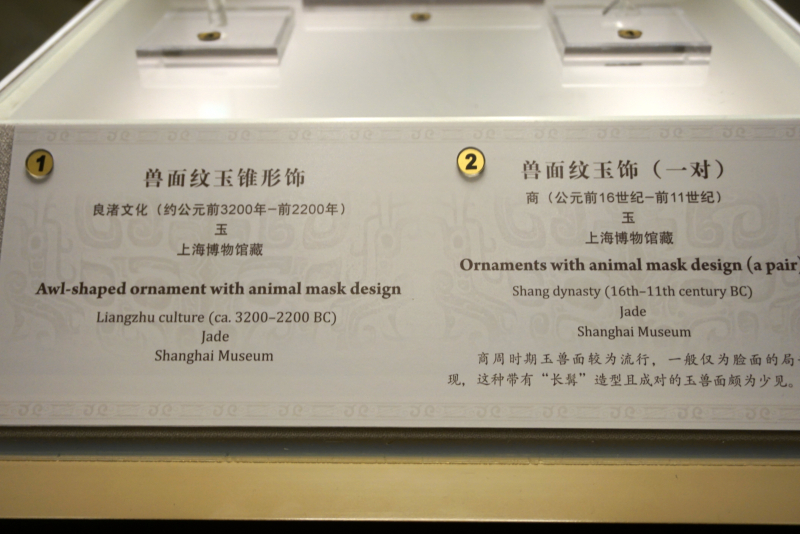 1
兽面纹玉锥形饰
良渚文化（约公元前3200年–前2200年）
玉
上海博物馆藏
Awl-shaped ornament with animal mask design
Liangzhu culture (ca. 3200–2200 BC)
Jade
Shanghai Museum
2
兽面纹玉饰（一对）
商（公元前16世纪–前11世纪）
玉
上海博物馆藏
Ornaments with animal mask design (a pair)
Shang dynasty (16th–11th century BC)
Jade
Shanghai Museum
商周时期玉兽面较为流行，一般仅为脸面的局
现，这种带有“长髯”造型且成对的玉兽面颇为少见。